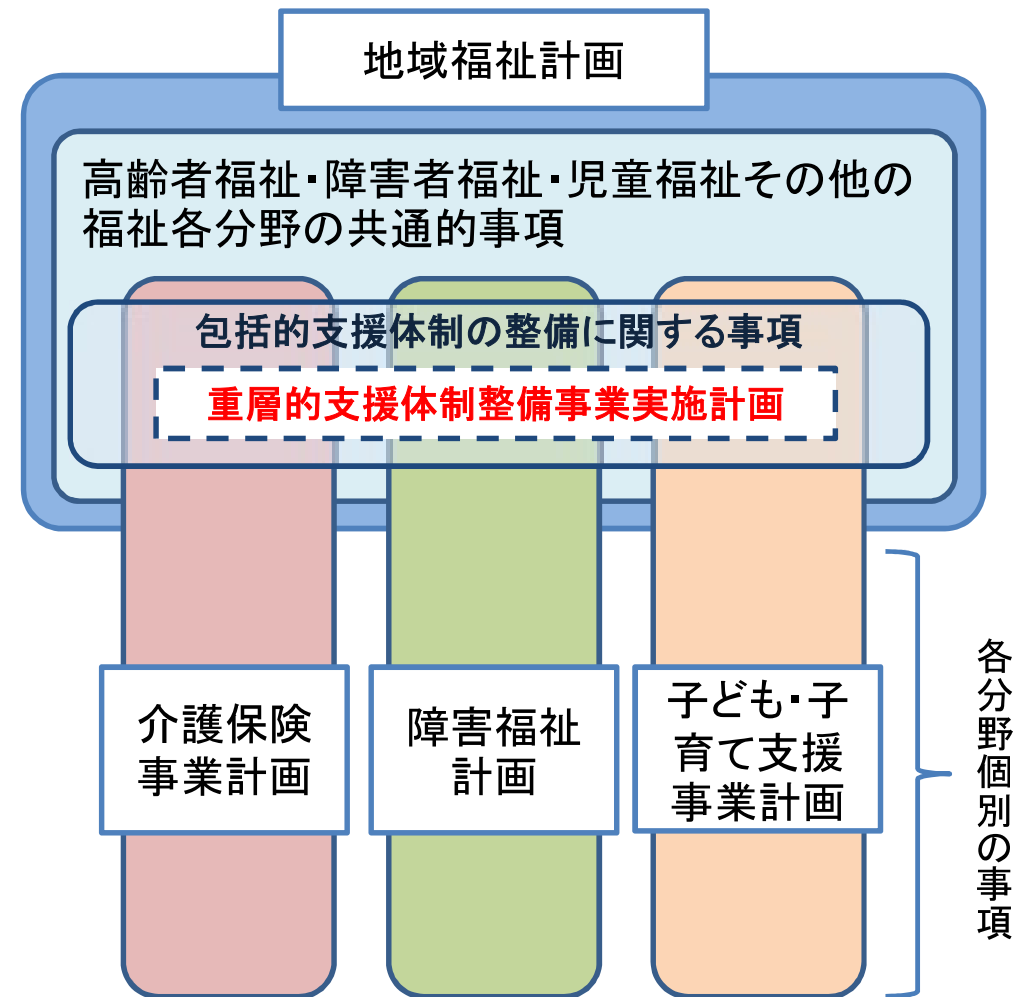 地域福祉計画
高齢者福祉・障害者福祉・児童福祉その他の
福祉各分野の共通的事項
包括的支援体制の整備に関する事項
重層的支援体制整備事業実施計画
介護保険
事業計画
障害福祉
計画
子ども・子
育て支援
事業計画
各分野個別の事項